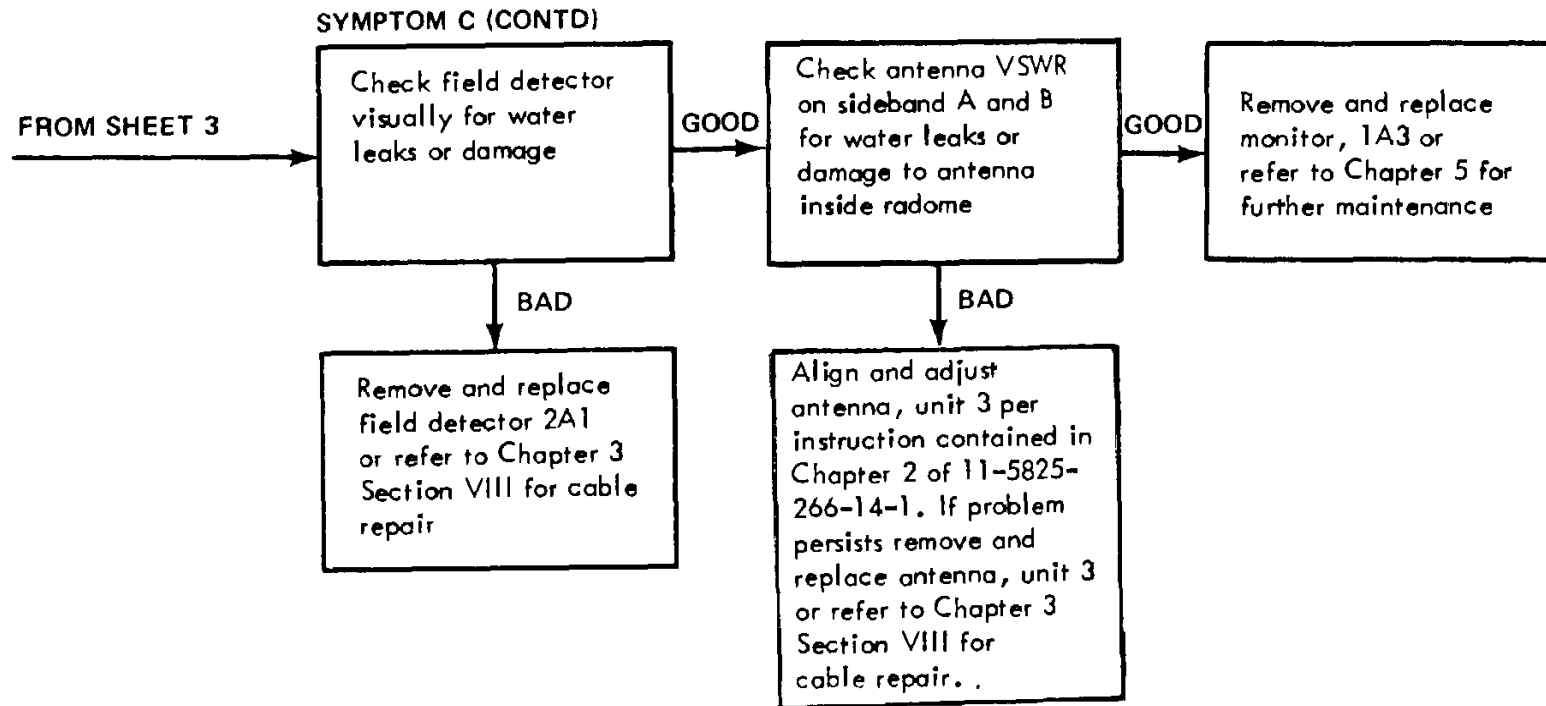 SYMPTOM C (CONTD)
FROM SHEET 3
Check field detector
visually for water
leaks or damage
GOOD
Check antenna VSWR
on sideband A and B
for water leaks or
damage to antenna
inside radome
GOOD
Remove and replace
monitor, 1A3 or
refer to Chapter 5 for
further maintenance
BAD
Remove and replace
field detector 2A1
or refer to Chapter 3
Section VIII for cable
repair
BAD
Align and adjust
antenna, unit 3 per
instruction contained in
Chapter 2 of 11-5825-
266-14-1. If problem
persists remove and
replace antenna, unit 3
or refer to Chapter 3
Section VIII for
cable repair. .